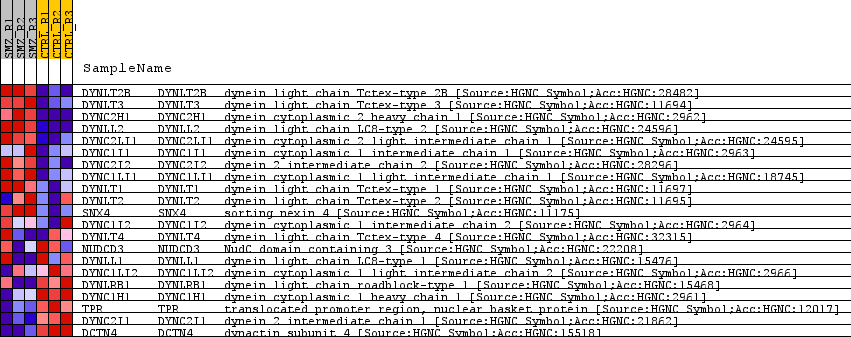 SMZ_R1
SMZ_R2
SMZ_R3
CTRL_R1
CTRL_R2
CTRL_R3
SampleName
DYNLT2B DYNLT2B dynein light chain Tctex-type 2B [Source:HGNC Symbol;Acc:HGNC:28482]
DYNLT3 DYNLT3 dynein light chain Tctex-type 3 [Source:HGNC Symbol;Acc:HGNC:11694]
DYNC2H1 DYNC2H1 dynein cytoplasmic 2 heavy chain 1 [Source:HGNC Symbol;Acc:HGNC:2962]
DYNLL2 DYNLL2 dynein light chain LC8-type 2 [Source:HGNC Symbol;Acc:HGNC:24596]
DYNC2LI1 DYNC2LI1 dynein cytoplasmic 2 light intermediate chain 1 [Source:HGNC Symbol;Acc:HGNC:24595]
DYNC1I1 DYNC1I1 dynein cytoplasmic 1 intermediate chain 1 [Source:HGNC Symbol;Acc:HGNC:2963]
DYNC2I2 DYNC2I2 dynein 2 intermediate chain 2 [Source:HGNC Symbol;Acc:HGNC:28296]
DYNC1LI1 DYNC1LI1 dynein cytoplasmic 1 light intermediate chain 1 [Source:HGNC Symbol;Acc:HGNC:18745]
DYNLT1 DYNLT1 dynein light chain Tctex-type 1 [Source:HGNC Symbol;Acc:HGNC:11697]
DYNLT2 DYNLT2 dynein light chain Tctex-type 2 [Source:HGNC Symbol;Acc:HGNC:11695]
SNX4 SNX4 sorting nexin 4 [Source:HGNC Symbol;Acc:HGNC:11175]
DYNC1I2 DYNC1I2 dynein cytoplasmic 1 intermediate chain 2 [Source:HGNC Symbol;Acc:HGNC:2964]
DYNLT4 DYNLT4 dynein light chain Tctex-type 4 [Source:HGNC Symbol;Acc:HGNC:32315]
NUDCD3 NUDCD3 NudC domain containing 3 [Source:HGNC Symbol;Acc:HGNC:22208]
DYNLL1 DYNLL1 dynein light chain LC8-type 1 [Source:HGNC Symbol;Acc:HGNC:15476]
DYNC1LI2 DYNC1LI2 dynein cytoplasmic 1 light intermediate chain 2 [Source:HGNC Symbol;Acc:HGNC:2966]
DYNLRB1 DYNLRB1 dynein light chain roadblock-type 1 [Source:HGNC Symbol;Acc:HGNC:15468]
DYNC1H1 DYNC1H1 dynein cytoplasmic 1 heavy chain 1 [Source:HGNC Symbol;Acc:HGNC:2961]
TPR TPR translocated promoter region, nuclear basket protein [Source:HGNC Symbol;Acc:HGNC:12017]
DYNC2I1 DYNC2I1 dynein 2 intermediate chain 1 [Source:HGNC Symbol;Acc:HGNC:21862]
DCTN4 DCTN4 dynactin subunit 4 [Source:HGNC Symbol;Acc:HGNC:15518]